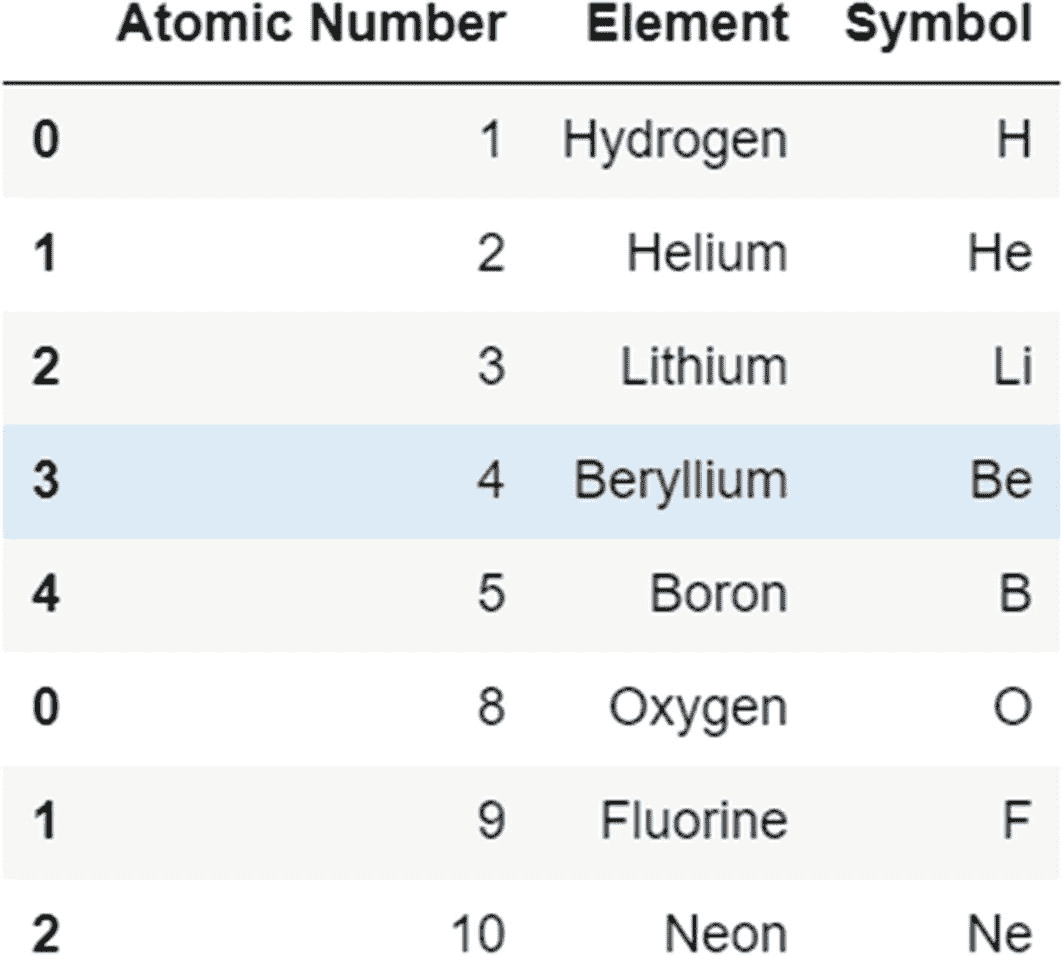 Atomic Number Element Symbol
0 1 Hydrogen H
1 2 Helium He
2 3 Lithium Li
3 4 Beryllium Be
4 5 Boron B
0 8 Oxygen O
1 9 Fluorine F
2 10 Neon Ne